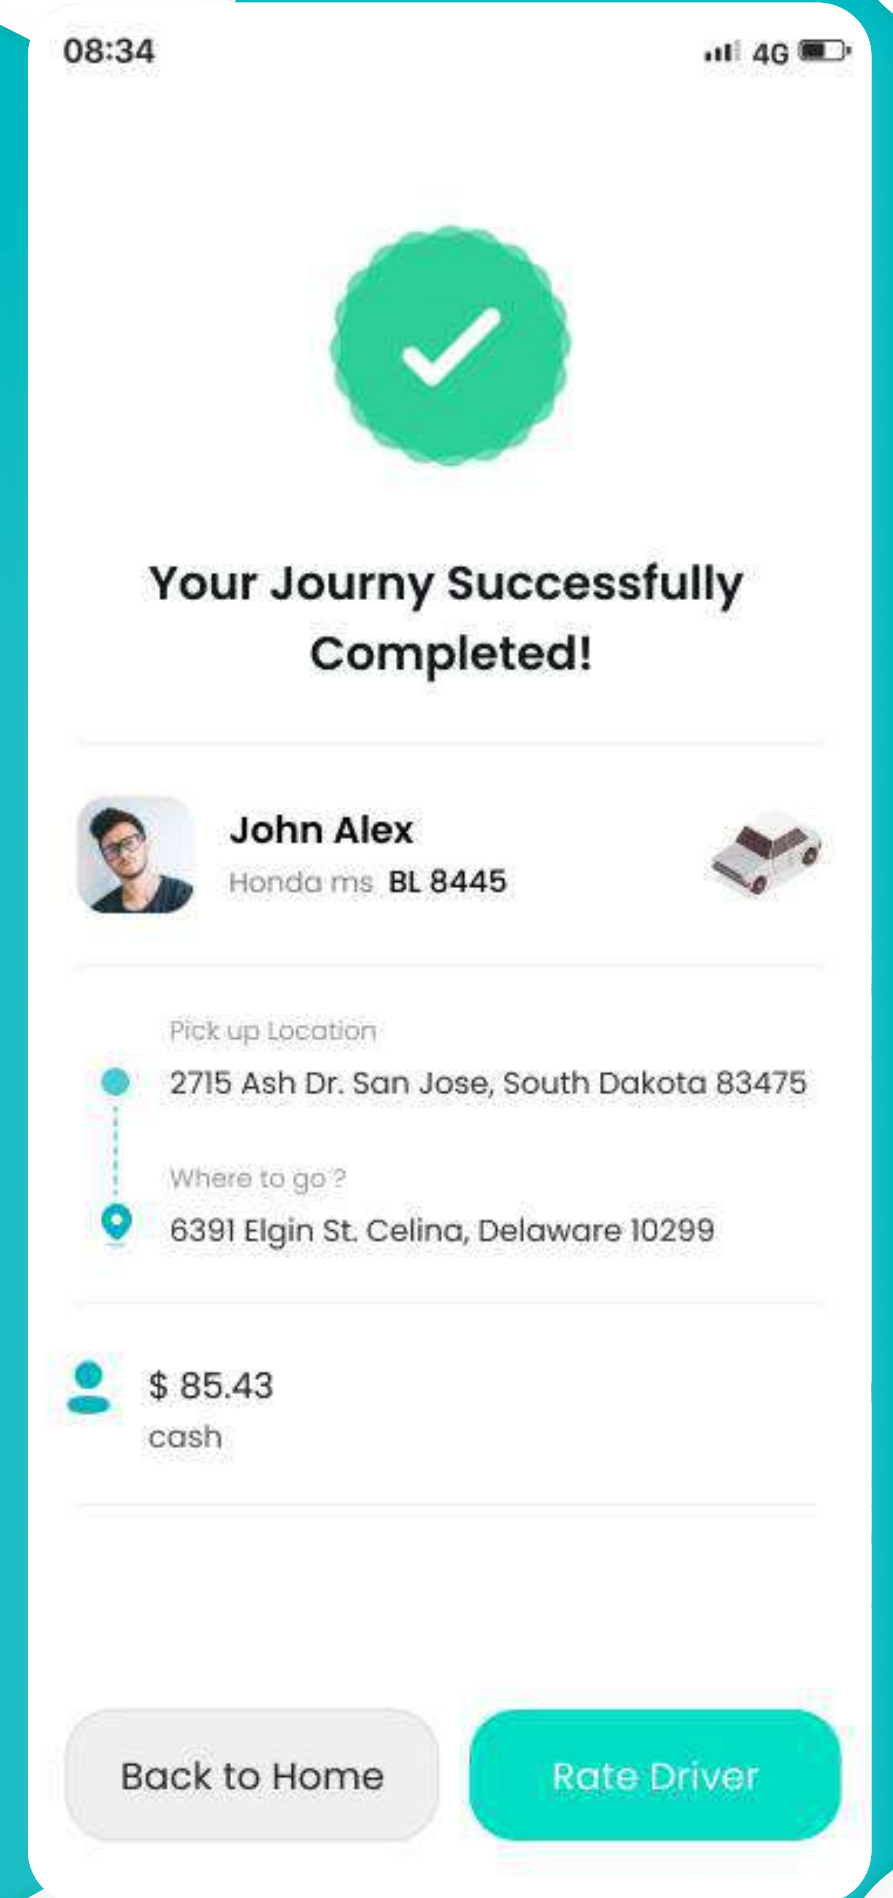 08:34
4G
Your Journy Successfully
Completed!
John Alex
Honda ms BL 8445
Pick up Location
2715 Ash Dr. San Jose, South Dakota 83475
Where to go ?
6391 Elgin St. Celina, Delaware 10299
$ 85.43
cash
Back to Home
Rate Driver